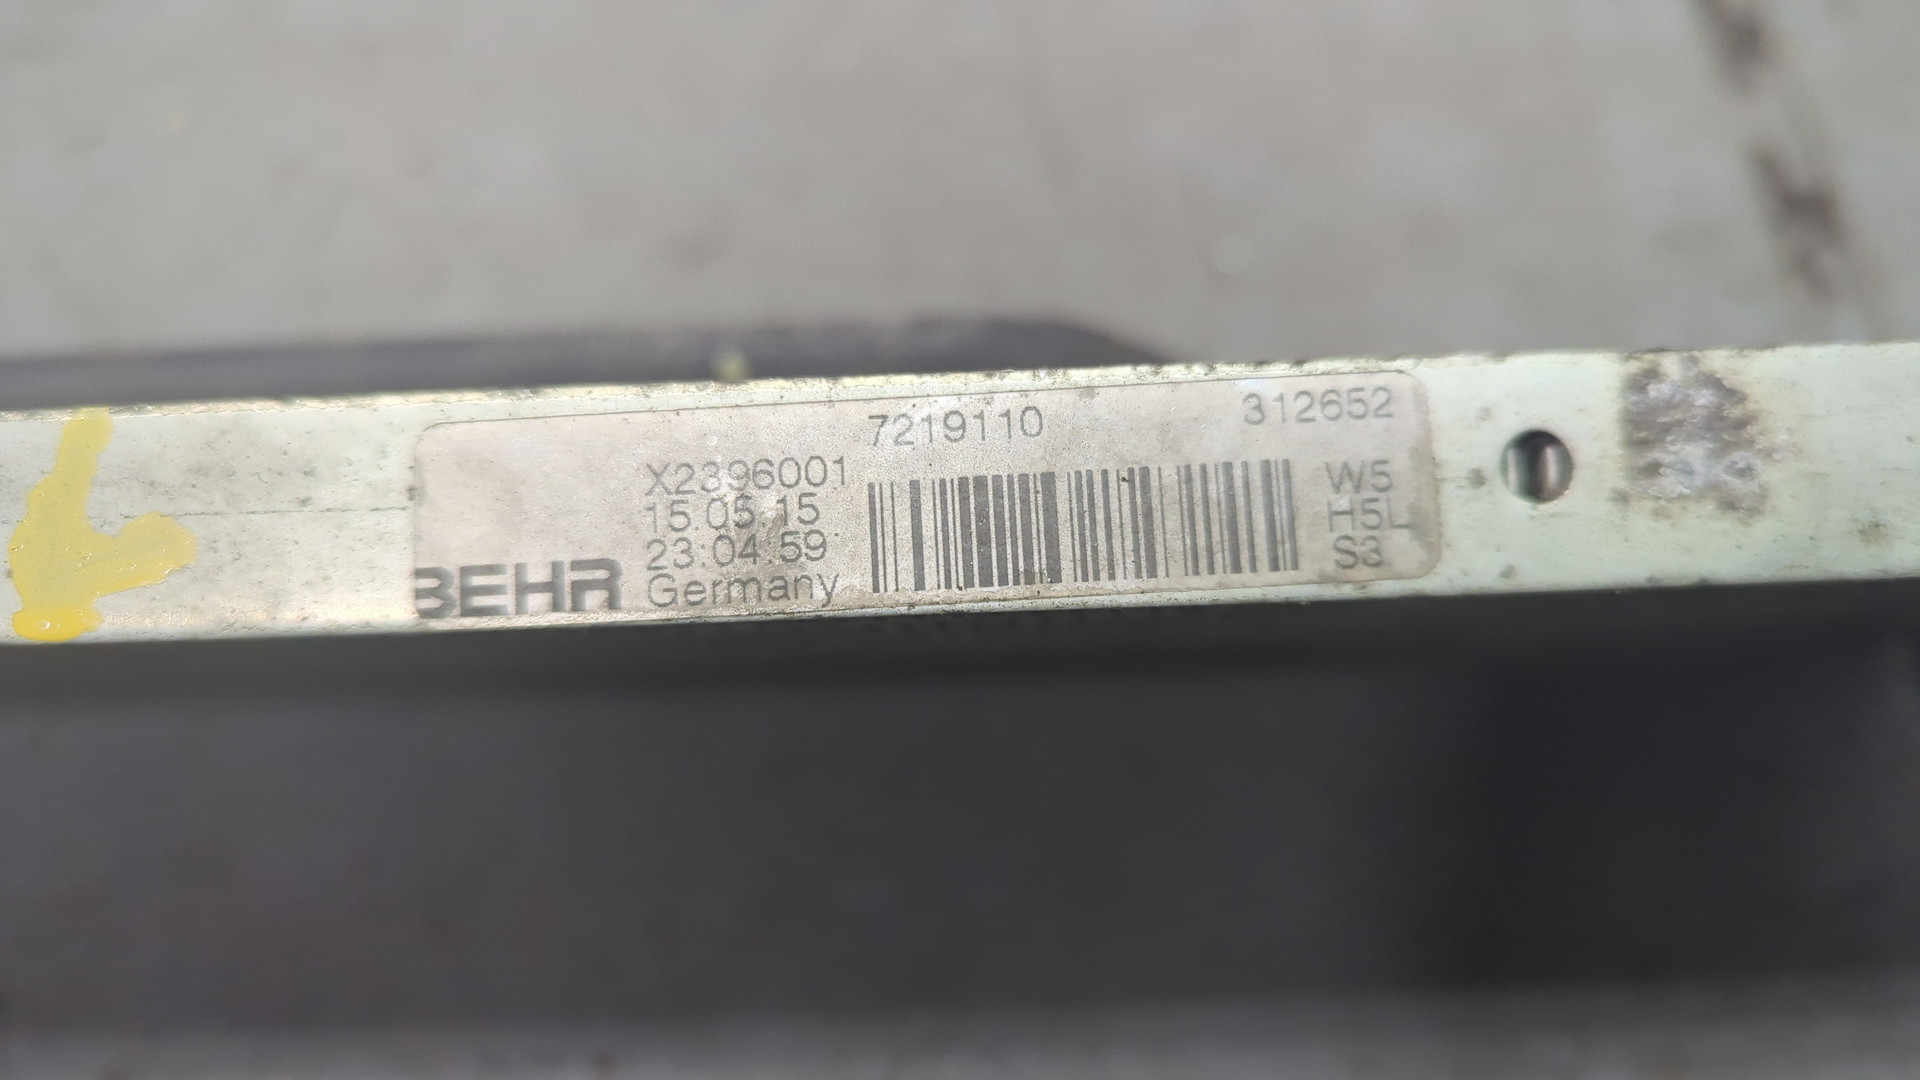 7219110 312652
X2396001 W5
15.05.15 H5L
23:04:59 S3
BEHR Germany